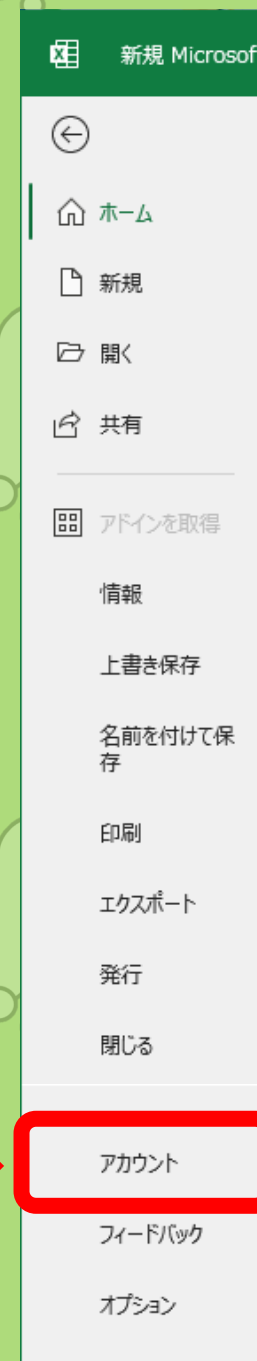 新規 Microsof
ホーム
新規
開く
共有
アドインを取得
情報
上書き保存
名前を付けて保
存
印刷
エクスポート
発行
閉じる
アカウント
フィードバック
オプション